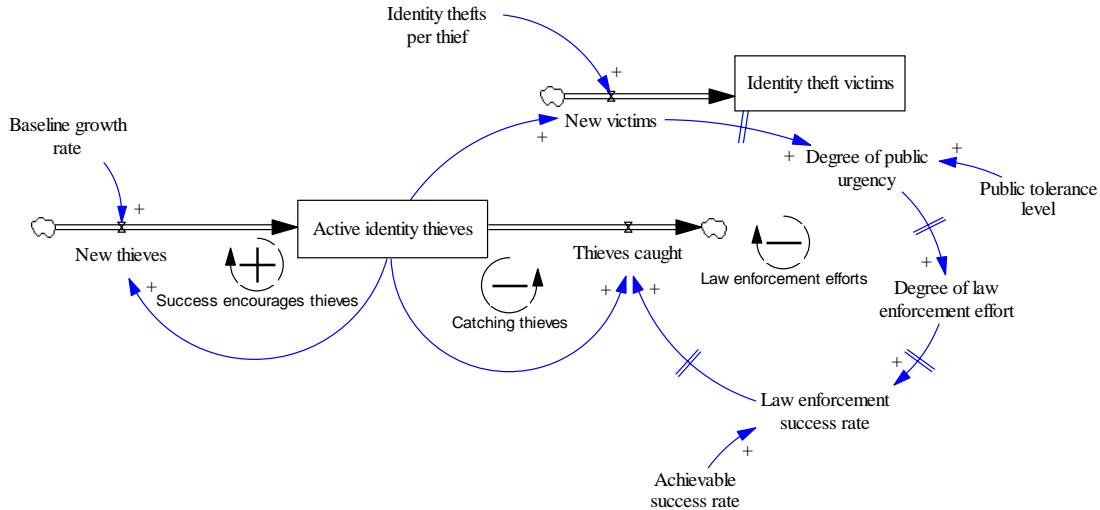 Identity thefts
per thief
+
Identity theft victims
New victims
+
Baseline growth
rate
+
+
Degree of public
urgency
+
Public tolerance
level
+
Active identity thieves
New thieves
+
Success encourages thieves
Thieves caught
+
+
Catching thieves
Law enforcement efforts
+
Degree of law
enforcement effort
+
Law enforcement
success rate
+
Achievable
success rate